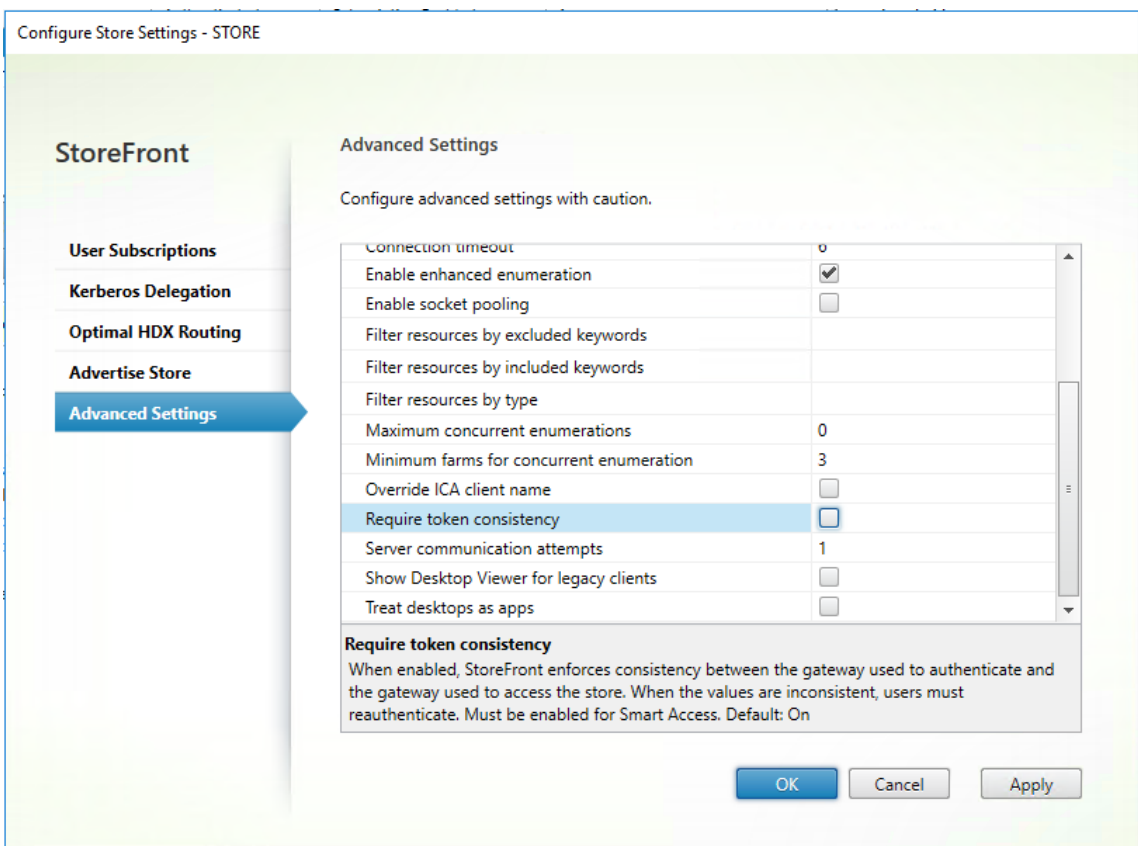 Configure Store Settings - STORE
StoreFront
Advanced Settings
Configure advanced settings with caution.
User Subscriptions
Kerberos Delegation
Optimal HDX Routing
Advertise Store
Advanced Settings
Connection timeout 6
Enable enhanced enumeration
Enable socket pooling
Filter resources by excluded keywords
Filter resources by included keywords
Filter resources by type
Maximum concurrent enumerations 0
Minimum farms for concurrent enumeration 3
Override ICA client name
Require token consistency
Server communication attempts 1
Show Desktop Viewer for legacy clients
Treat desktops as apps
Require token consistency
When enabled, StoreFront enforces consistency between the gateway used to authenticate and
the gateway used to access the store. When the values are inconsistent, users must
reauthenticate. Must be enabled for Smart Access. Default: On
OK Cancel Apply